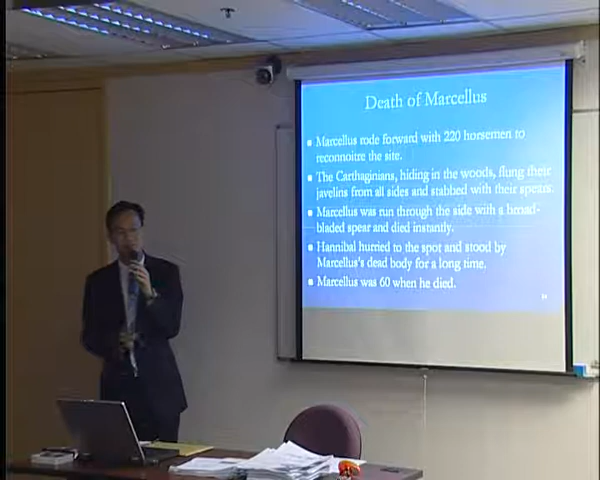 Death of Marcellus
Marcellus rode forward with 220 horsemen to
reconnoitre the site.
The Carthaginians, hiding in the woods, flung their
javelins from all sides and stabbed with their spears.
Marcellus was run through the side with a broad-
bladed spear and died instantly.
Hannibal hurried to the spot and stood by
Marcellus's dead body for a long time.
Marcellus was 60 when he died.